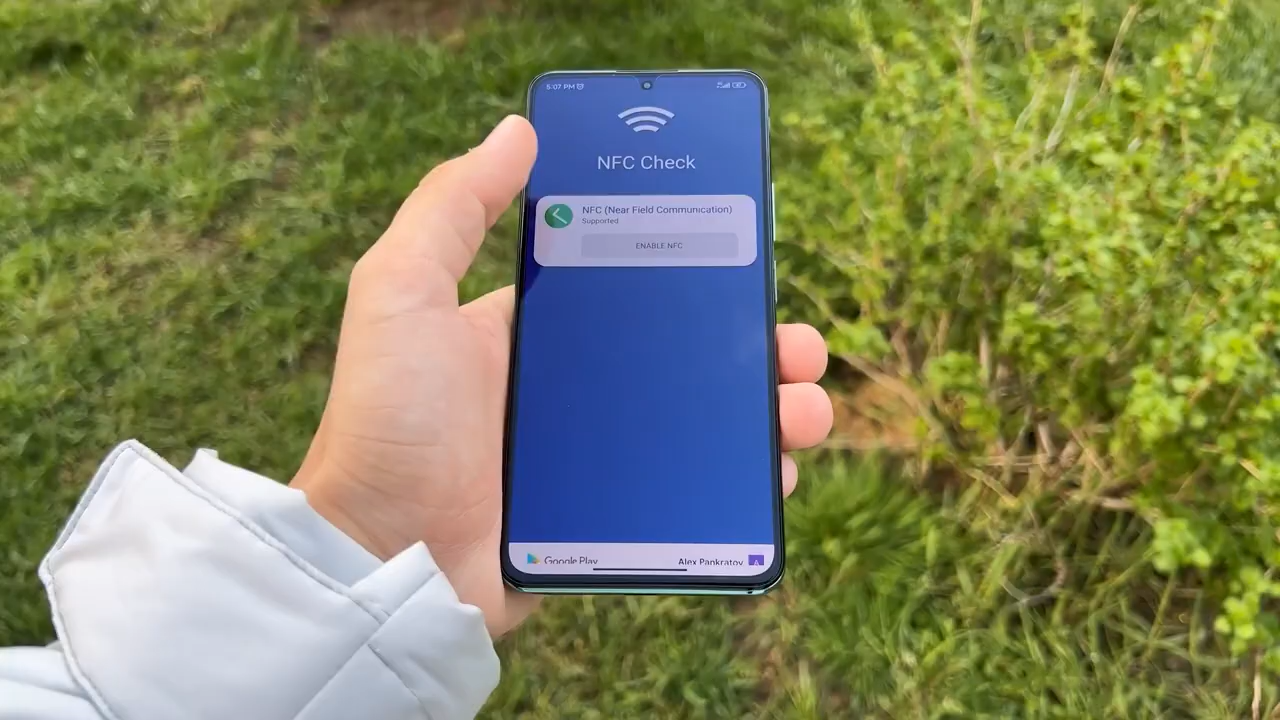 5:07 PM
NFC Check
NFC (Near Field Communication)
Supported
ENABLE NFC
Google Play
Alex Pankratov
A